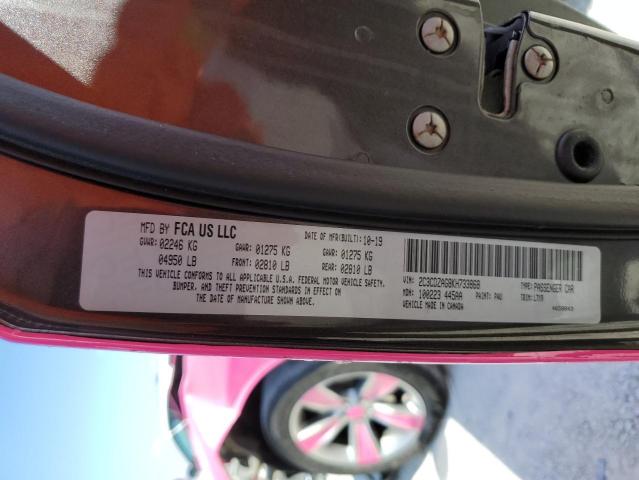 MFD BY FCA US LLC
DATE OF MFR(BUILT): 10-19
GVWR: 02246 KG
GAWR: 01275 KG
GAWR: 01275 KG
04950 LB
FRONT: 02810 LB
REAR: 02810 LB
THIS VEHICLE CONFORMS TO ALL APPLICABLE U.S.A. FEDERAL MOTOR VEHICLE SAFETY,
BUMPER, AND THEFT PREVENTION STANDARDS IN EFFECT ON
THE DATE OF MANUFACTURE SHOWN ABOVE.
VIN: 2C3CDZAG8KH733868
TYPE: PASSENGER CAR
MDH: 100223 445AA
PAINT: PAU
TRIM: LTX9
VEHICLE MADE IN CANADA